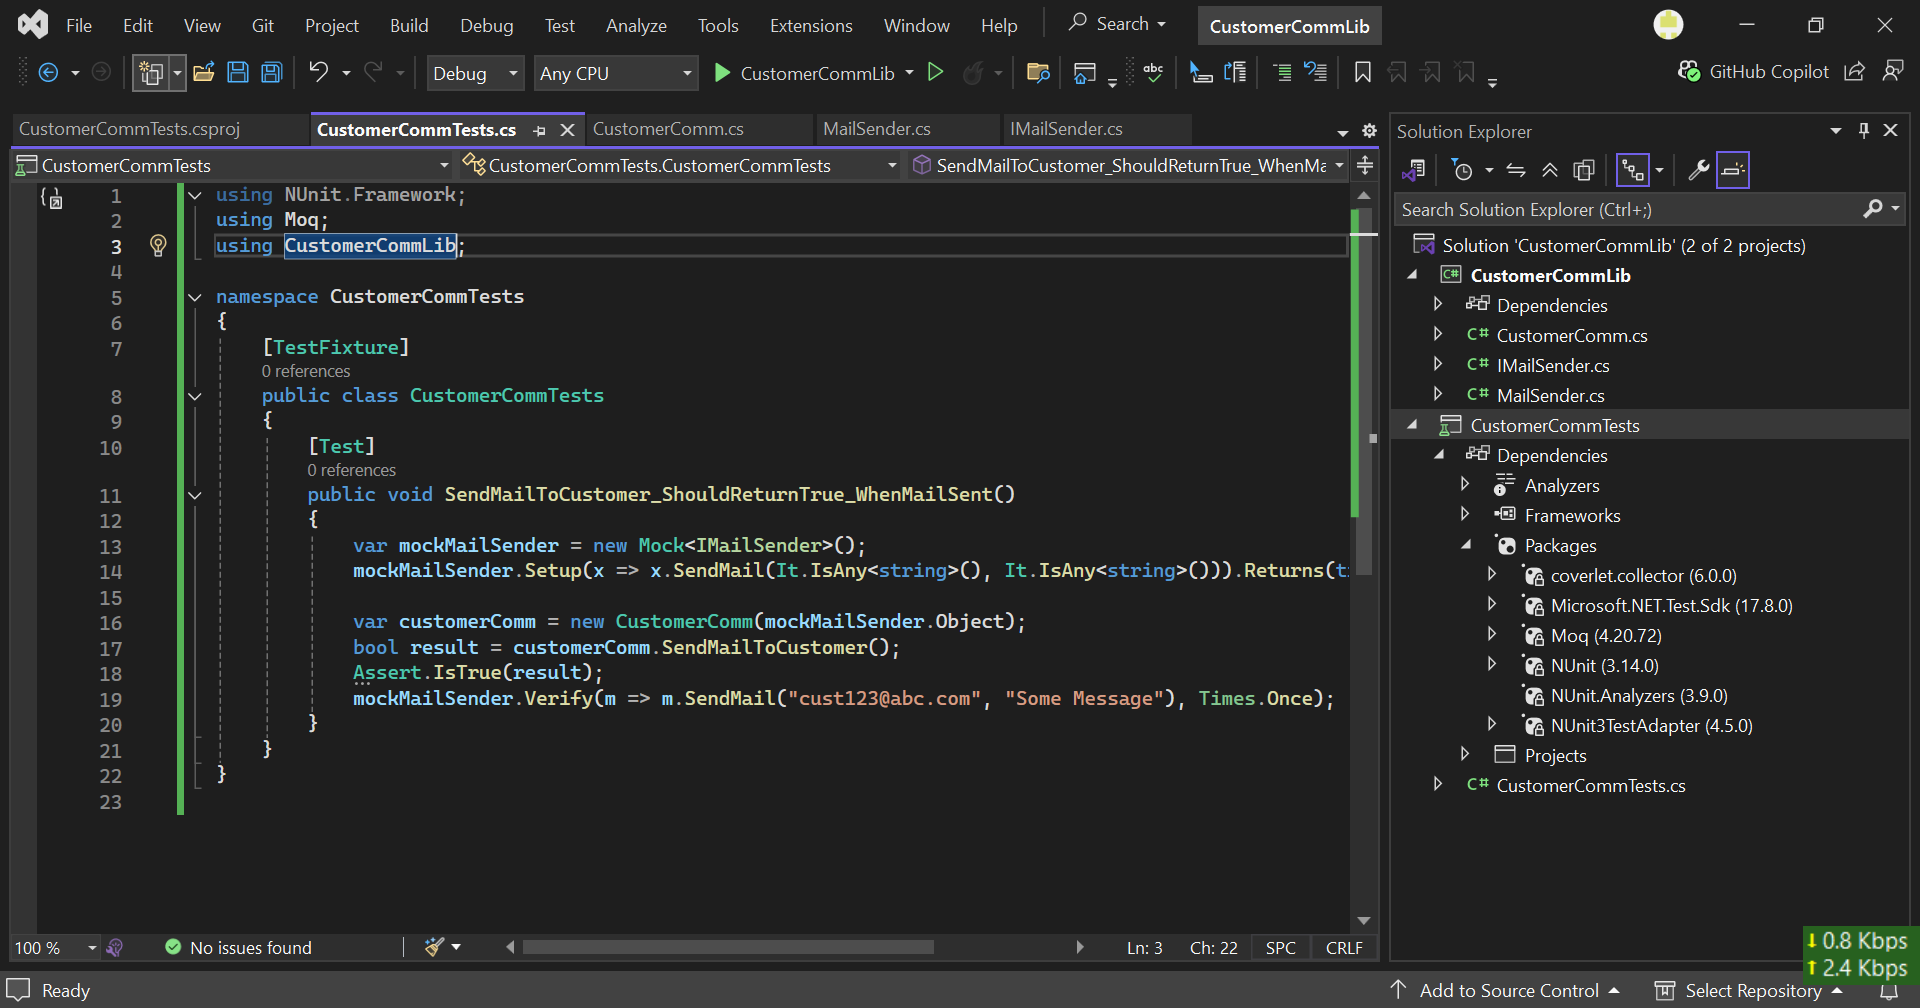 File Edit View Git Project Build Debug Test Analyze Tools Extensions Window Help Search CustomerCommLib
Debug Any CPU CustomerCommLib abc GitHub Copilot
CustomerCommTests.csproj CustomerCommTests.cs CustomerComm.cs MailSender.cs IMailSender.cs
CustomerCommTests CustomerCommTests.CustomerCommTests SendMailToCustomer_ShouldReturnTrue_WhenMa
1 using NUnit.Framework;
2 using Moq;
3 using CustomerCommLib;
4
5 namespace CustomerCommTests
6 {
7 [TestFixture]
0 references
8 public class CustomerCommTests
9 {
10 [Test]
0 references
11 public void SendMailToCustomer_ShouldReturnTrue_WhenMailSent()
12 {
13 var mockMailSender = new Mock<IMailSender>();
14 mockMailSender.Setup(x => x.SendMail(It.IsAny<string>(), It.IsAny<string>())).Returns(t
15
16 var customerComm = new CustomerComm(mockMailSender.Object);
17 bool result = customerComm.SendMailToCustomer();
18 Assert.IsTrue(result);
19 mockMailSender.Verify(m => m.SendMail("cust123@abc.com", "Some Message"), Times.Once);
20 }
21 }
22 }
23
100 % No issues found Ln: 3 Ch: 22 SPC CRLF
Solution Explorer
Search Solution Explorer (Ctrl+;)
Solution 'CustomerCommLib' (2 of 2 projects)
C# CustomerCommLib
Dependencies
C# CustomerComm.cs
C# IMailSender.cs
C# MailSender.cs
CustomerCommTests
Dependencies
Analyzers
Frameworks
Packages
coverlet.collector (6.0.0)
Microsoft.NET.Test.Sdk (17.8.0)
Moq (4.20.72)
NUnit (3.14.0)
NUnit.Analyzers (3.9.0)
NUnit3TestAdapter (4.5.0)
Projects
C# CustomerCommTests.cs
0.8 Kbps
2.4 Kbps
Ready Add to Source Control Select Repository